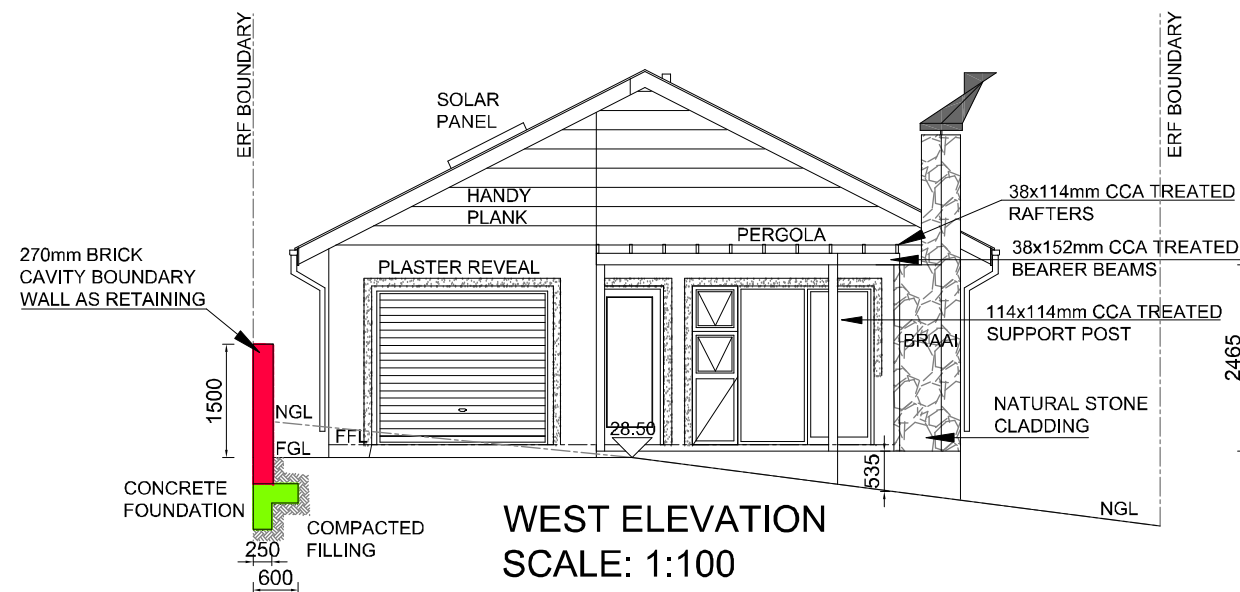 ERF BOUNDARY
ERF BOUNDARY
SOLAR
PANEL
HANDY
PLANK
38x114mm CCA TREATED
RAFTERS
PERGOLA
38x152mm CCA TREATED
BEARER BEAMS
270mm BRICK
CAVITY BOUNDARY
WALL AS RETAINING
PLASTER REVEAL
114x114mm CCA TREATED
SUPPORT POST
BRAAI
2465
1500
NGL
FFL
FGL
28.50
NATURAL STONE
CLADDING
535
CONCRETE
FOUNDATION
COMPACTED
FILLING
250
600
NGL
WEST ELEVATION
SCALE: 1:100